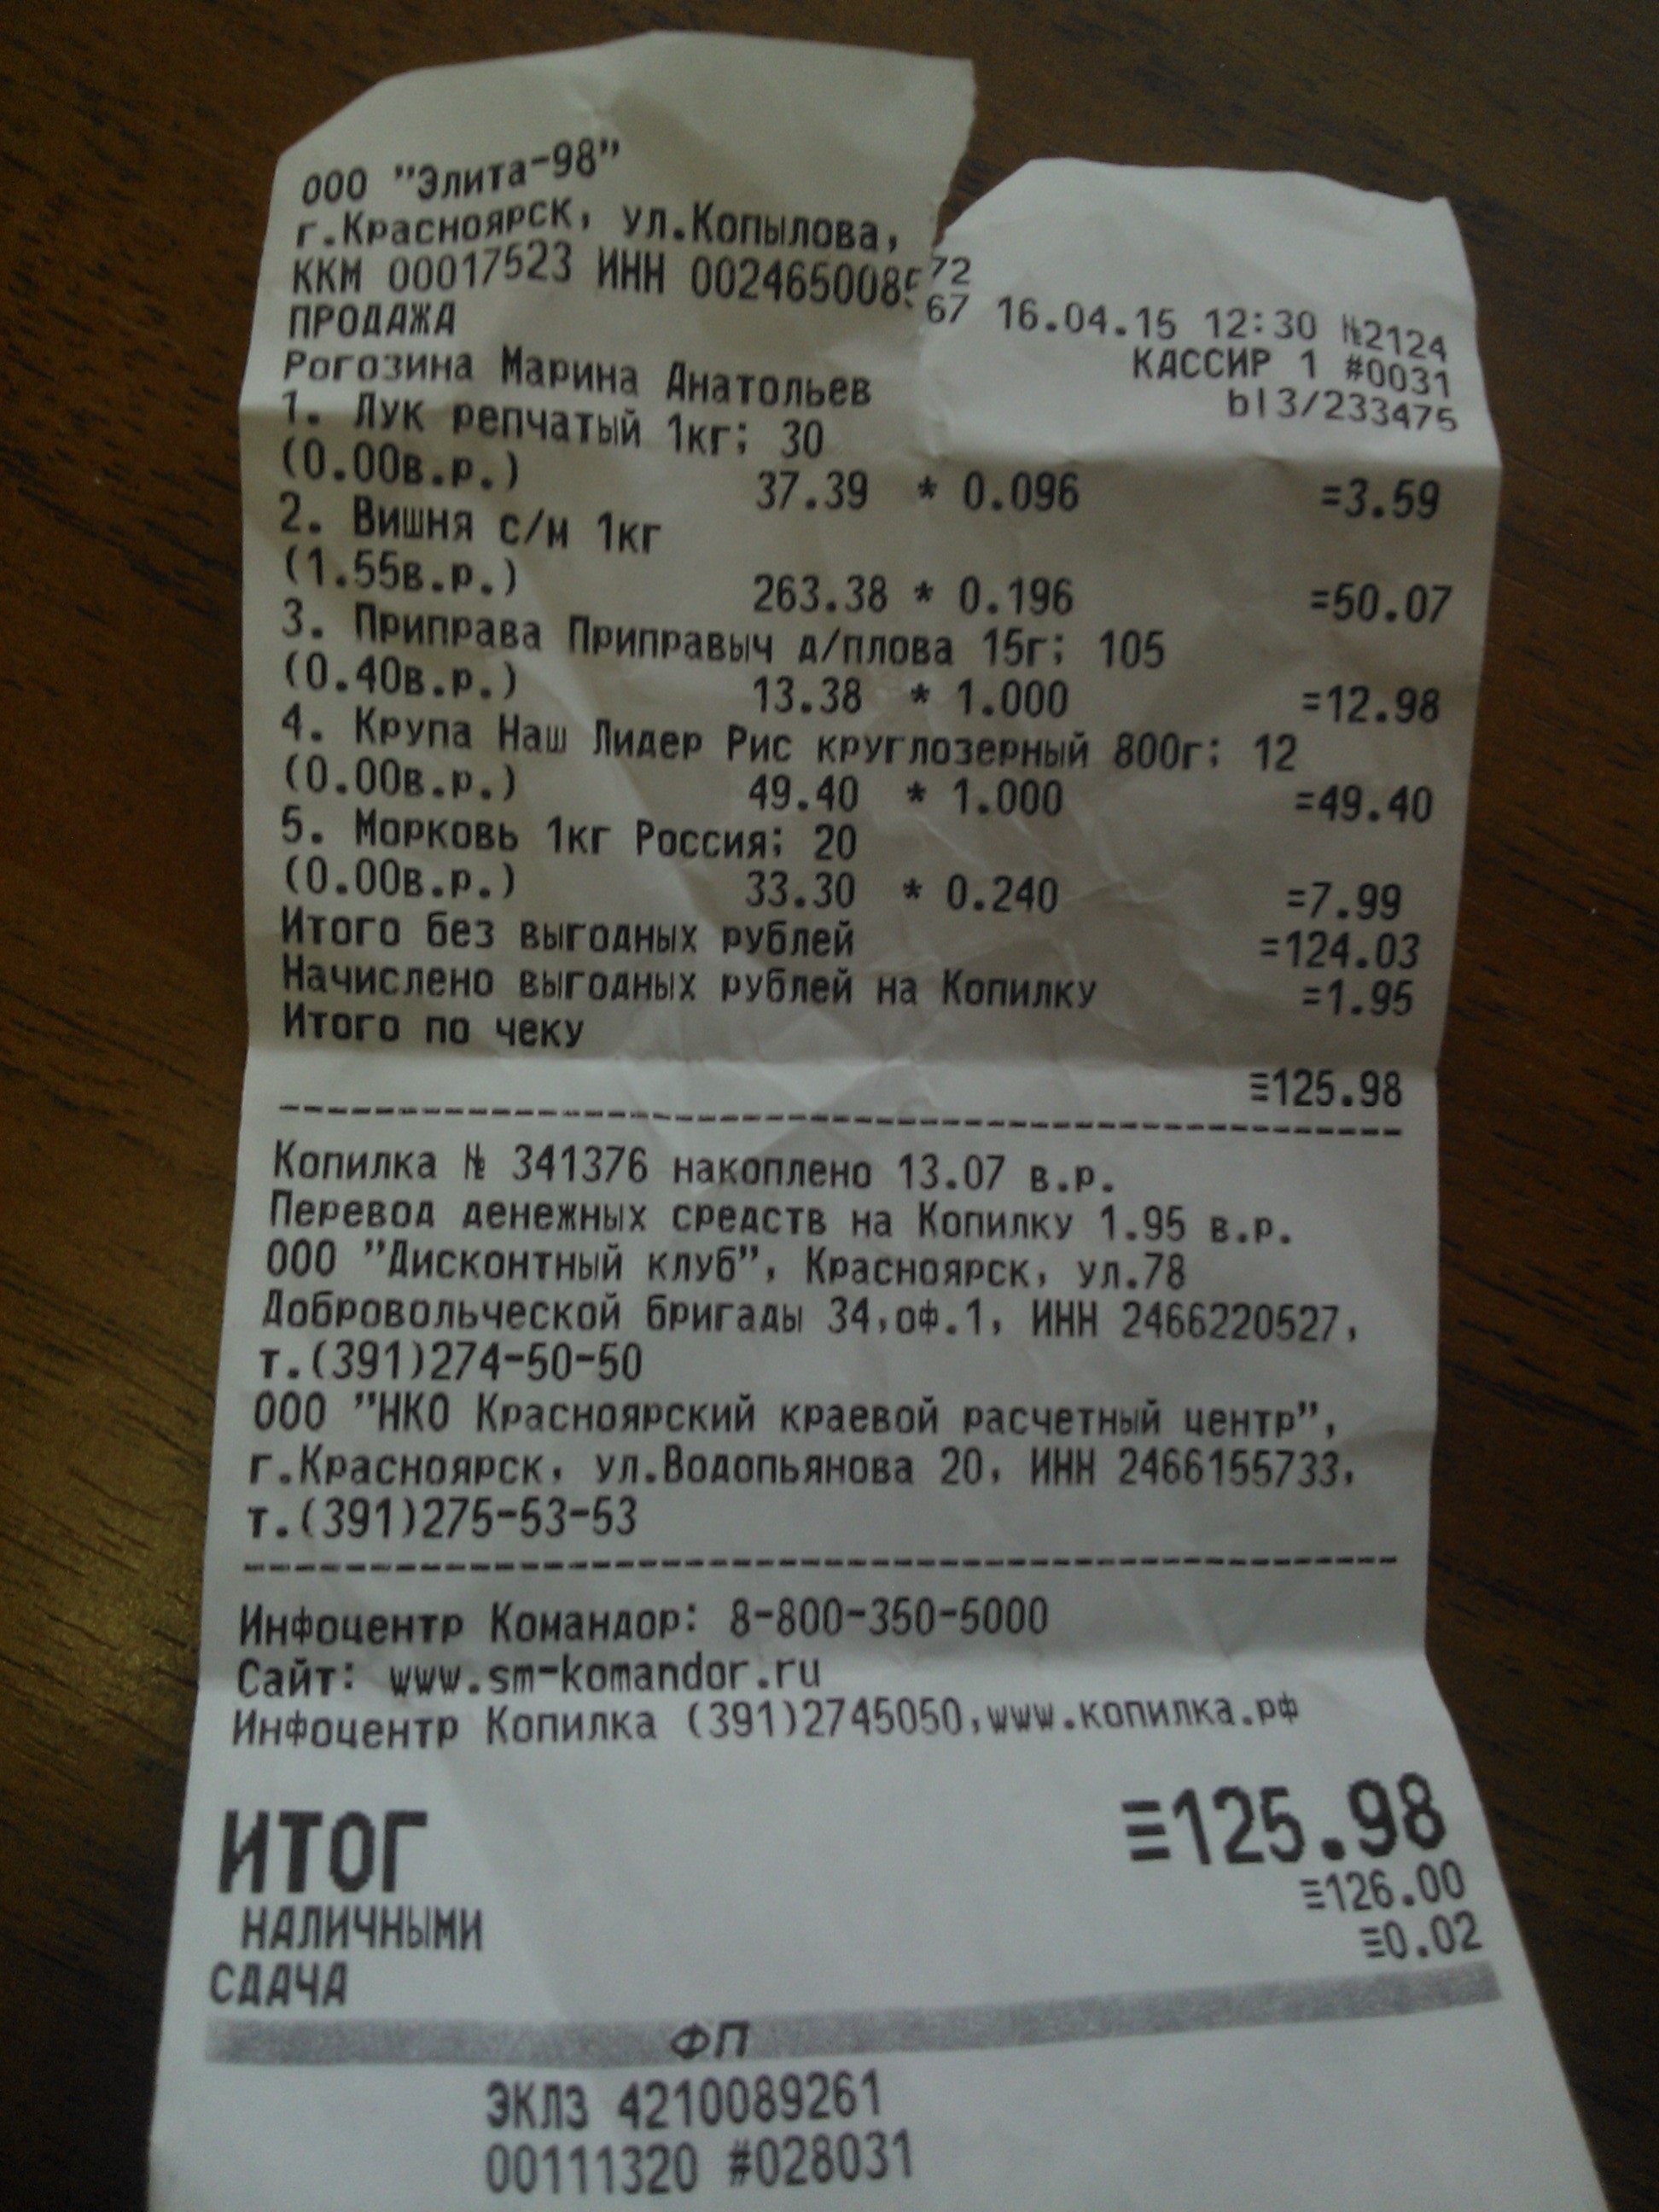 ООО "Элита-98"
г.Красноярск, ул.Копылова, 72
ККМ 00017523 ИНН 0024650085 67 16.04.15 12:30 №2124
ПРОДАЖА КАССИР 1 #0031
Рогозина Марина Анатольев bl3/233475
1. Лук репчатый 1кг; 30
(0.00в.р.) 37.39 * 0.096 =3.59
2. Вишня с/м 1кг
(1.55в.р.) 263.38 * 0.196 =50.07
3. Приправа Приправыч д/плова 15г; 105
(0.40в.р.) 13.38 * 1.000 =12.98
4. Крупа Наш Лидер Рис круглозерный 800г; 12
(0.00в.р.) 49.40 * 1.000 =49.40
5. Морковь 1кг Россия; 20
(0.00в.р.) 33.30 * 0.240 =7.99
Итого без выгодных рублей =124.03
Начислено выгодных рублей на Копилку =1.95
Итого по чеку
≡125.98
Копилка № 341376 накоплено 13.07 в.р.
Перевод денежных средств на Копилку 1.95 в.р.
ООО "Дисконтный клуб", Красноярск, ул.78
Добровольческой бригады 34,оф.1, ИНН 2466220527,
т.(391)274-50-50
ООО "НКО Красноярский краевой расчетный центр",
г.Красноярск, ул.Водопьянова 20, ИНН 2466155733,
т.(391)275-53-53
Инфоцентр Командор: 8-800-350-5000
Сайт: www.sm-komandor.ru
Инфоцентр Копилка (391)2745050,www.копилка.рф
ИТОГ ≡125.98
НАЛИЧНЫМИ ≡126.00
СДАЧА ≡0.02
ФП
ЭКЛЗ 4210089261
00111320 #028031